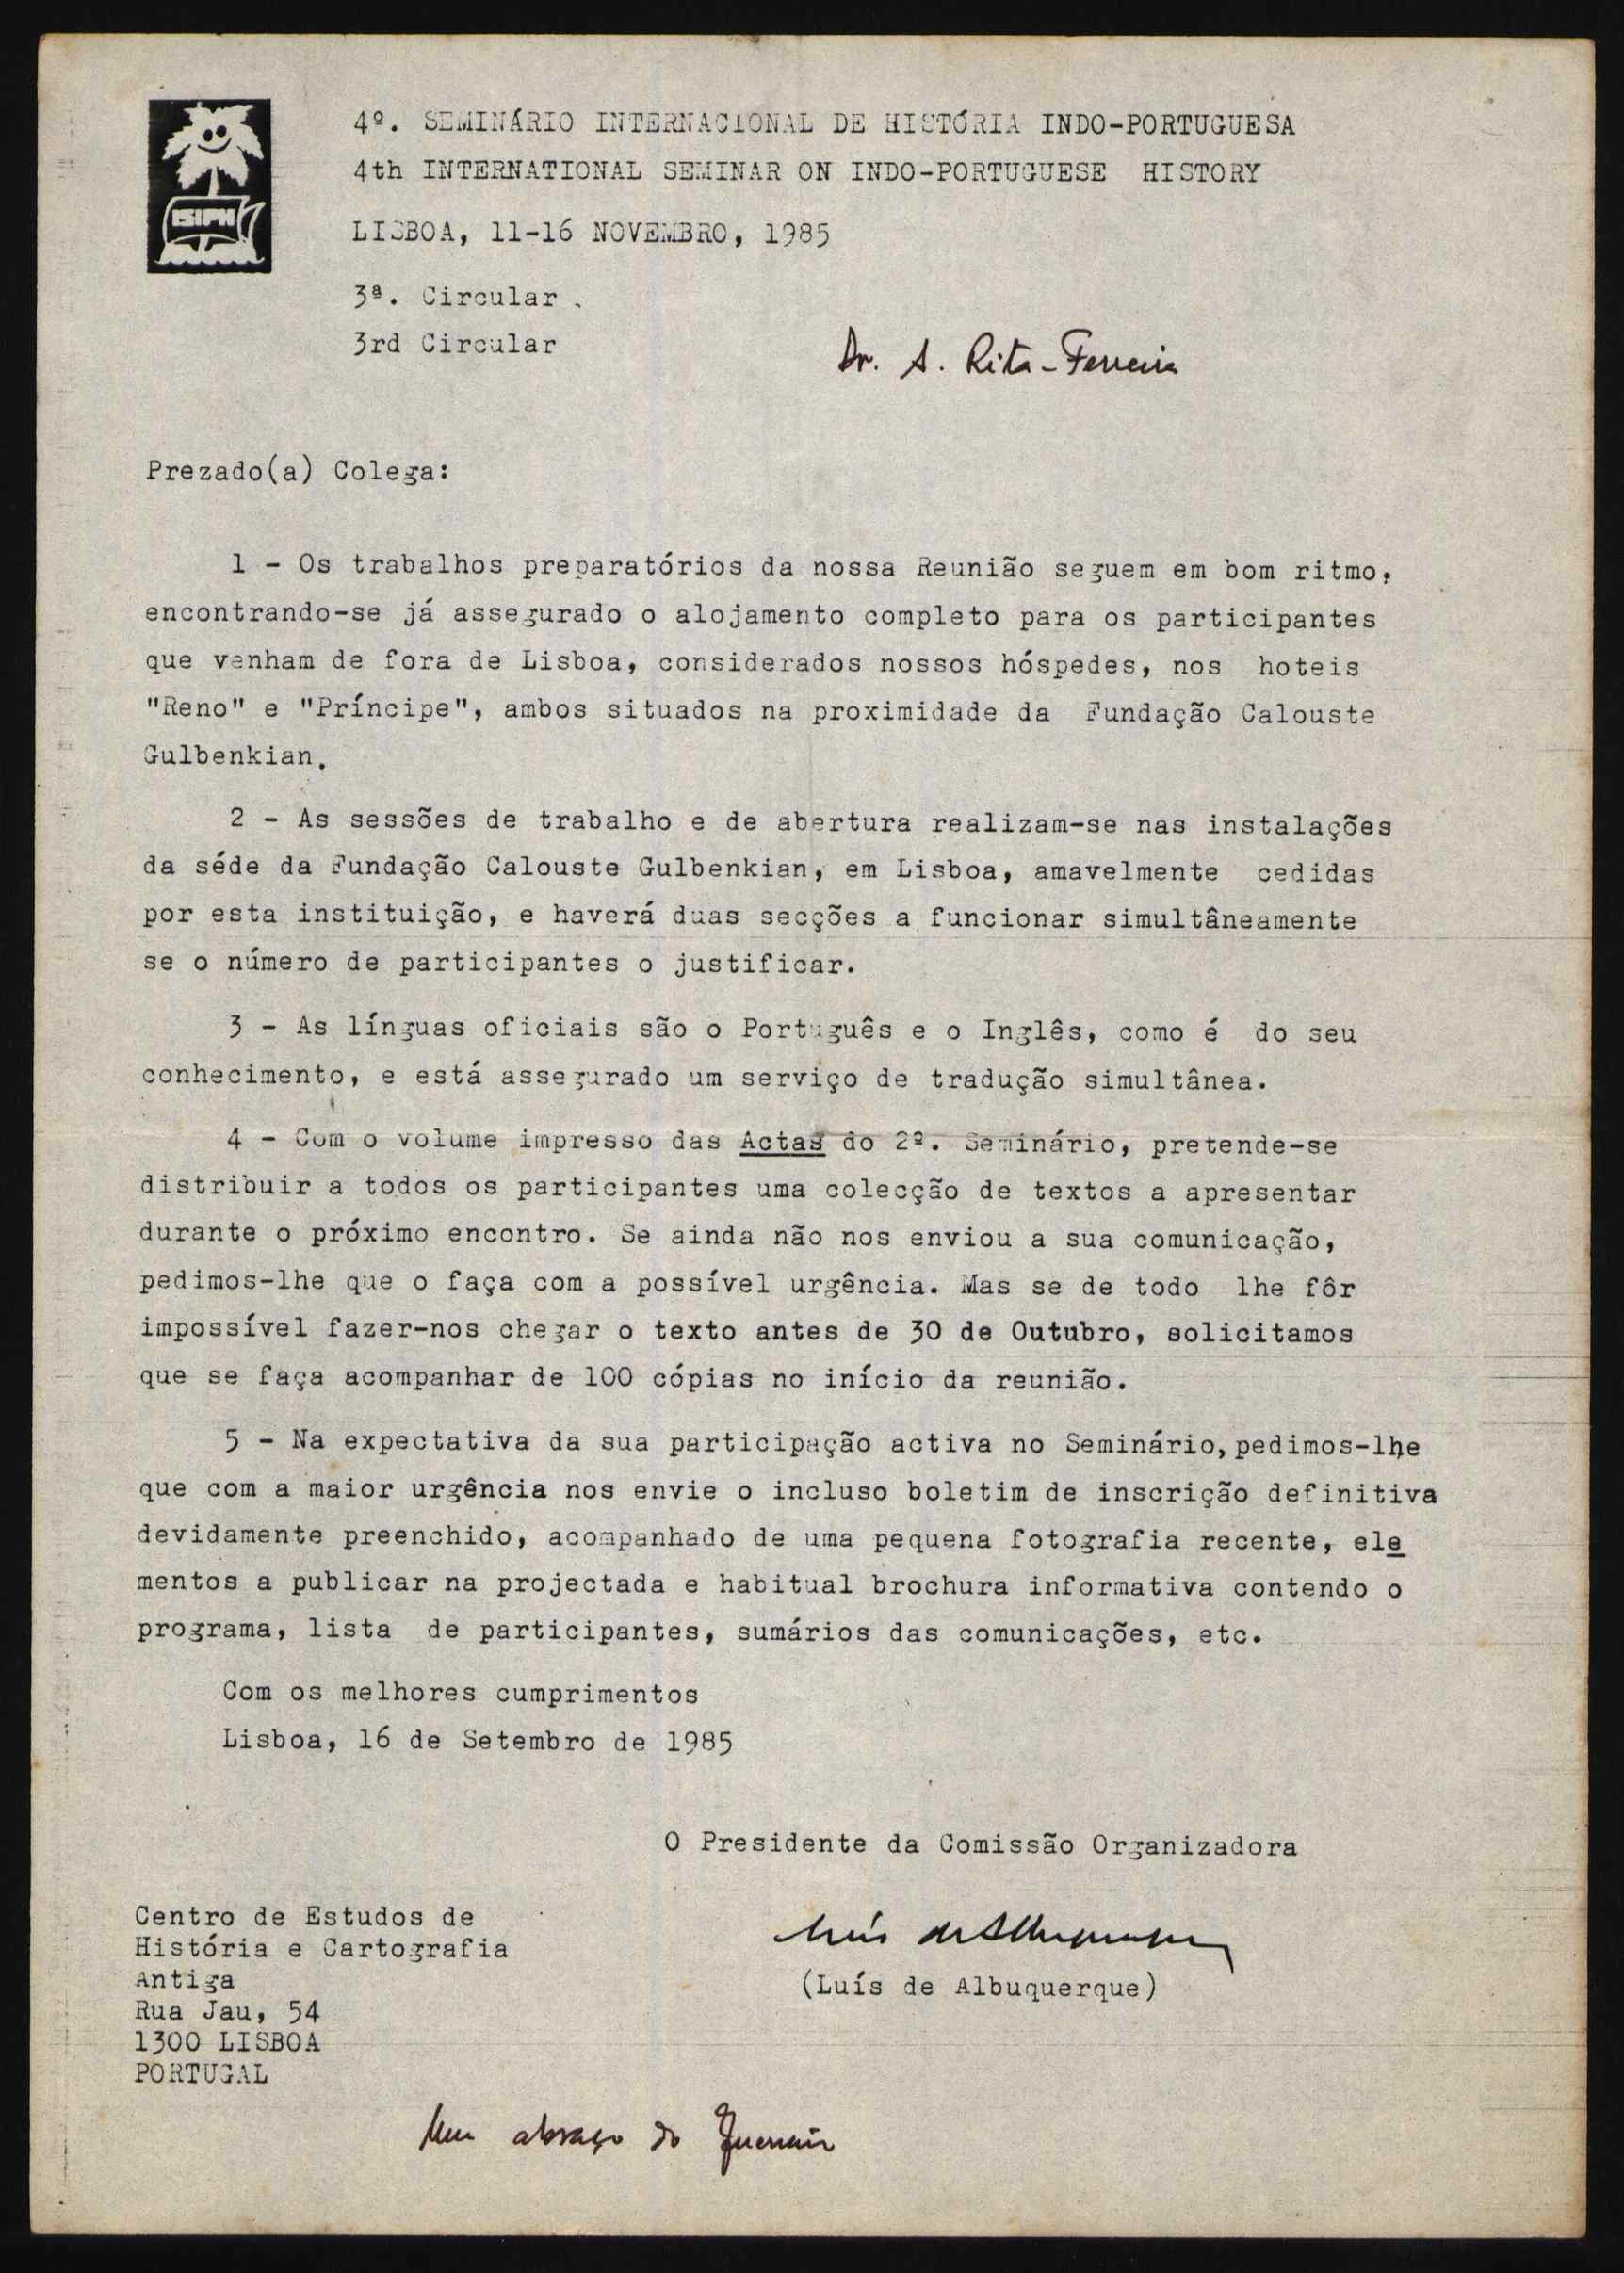 ISIPH
4º. SEMINÁRIO INTERNACIONAL DE HISTÓRIA INDO-PORTUGUESA
4th INTERNATIONAL SEMINAR ON INDO-PORTUGUESE HISTORY
LISBOA, 11-16 NOVEMBRO, 1985
3ª. Circular
3rd Circular
Dr. A. Rita-Ferreira
Prezado(a) Colega:
1 - Os trabalhos preparatórios da nossa Reunião seguem em bom ritmo,
encontrando-se já assegurado o alojamento completo para os participantes
que venham de fora de Lisboa, considerados nossos hóspedes, nos hoteis
"Reno" e "Príncipe", ambos situados na proximidade da Fundação Calouste
Gulbenkian.
2 - As sessões de trabalho e de abertura realizam-se nas instalações
da séde da Fundação Calouste Gulbenkian, em Lisboa, amavelmente cedidas
por esta instituição, e haverá duas secções a funcionar simultâneamente
se o número de participantes o justificar.
3 - As línguas oficiais são o Português e o Inglês, como é do seu
conhecimento, e está assegurado um serviço de tradução simultânea.
4 - Com o volume impresso das Actas do 2º. Seminário, pretende-se
distribuir a todos os participantes uma colecção de textos a apresentar
durante o próximo encontro. Se ainda não nos enviou a sua comunicação,
pedimos-lhe que o faça com a possível urgência. Mas se de todo lhe fôr
impossível fazer-nos chegar o texto antes de 30 de Outubro, solicitamos
que se faça acompanhar de 100 cópias no início da reunião.
5 - Na expectativa da sua participação activa no Seminário, pedimos-lhe
que com a maior urgência nos envie o incluso boletim de inscrição definitiva
devidamente preenchido, acompanhado de uma pequena fotografia recente, ele
mentos a publicar na projectada e habitual brochura informativa contendo o
programa, lista de participantes, sumários das comunicações, etc.
Com os melhores cumprimentos
Lisboa, 16 de Setembro de 1985
O Presidente da Comissão Organizadora
Luís de Albuquerque
(Luís de Albuquerque)
Centro de Estudos de
História e Cartografia
Antiga
Rua Jau, 54
1300 LISBOA
PORTUGAL
Um abraço do